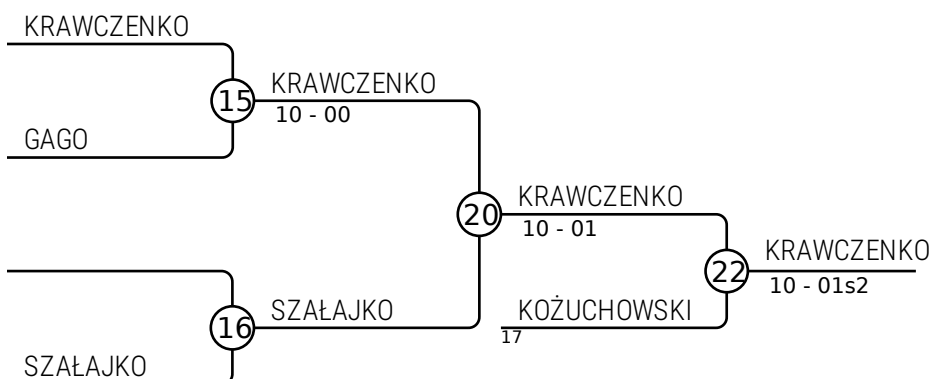 KRAWCZENKO
15
KRAWCZENKO
10 - 00
GAGO
20
KRAWCZENKO
10 - 01
22
KRAWCZENKO
10 - 01s2
16
SZAŁAJKO
KOŻUCHOWSKI
17
SZAŁAJKO